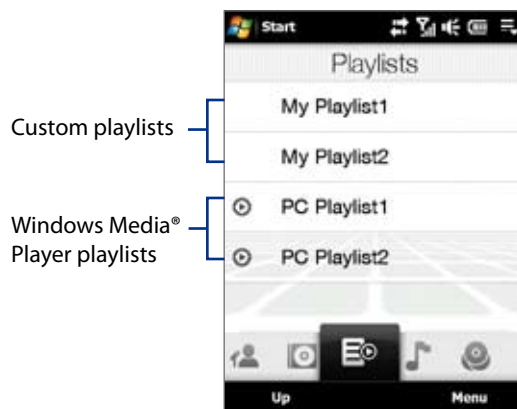 Start
Playlists
Custom playlists
My Playlist1
My Playlist2
Windows Media®
Player playlists
PC Playlist1
PC Playlist2
Up
Menu